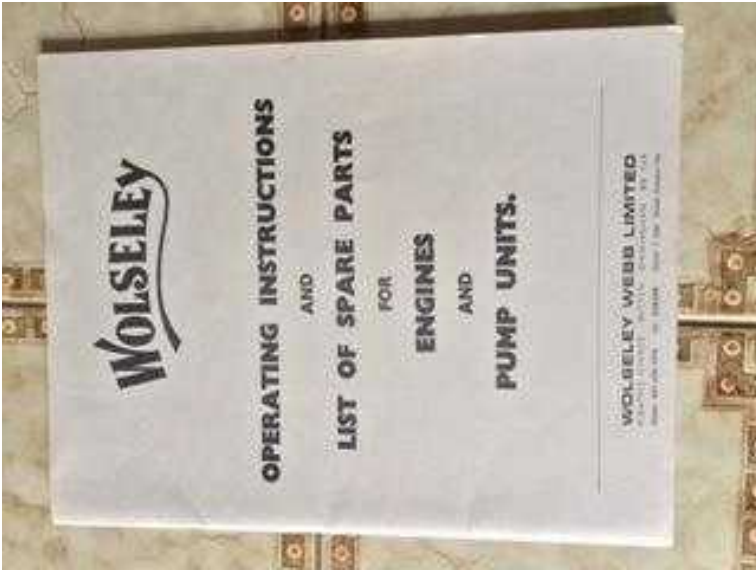 WOLSELEY
OPERATING INSTRUCTIONS
AND
LIST OF SPARE PARTS
FOR
ENGINES
AND
PUMP UNITS.
WOLSELEY WEBB LIMITED